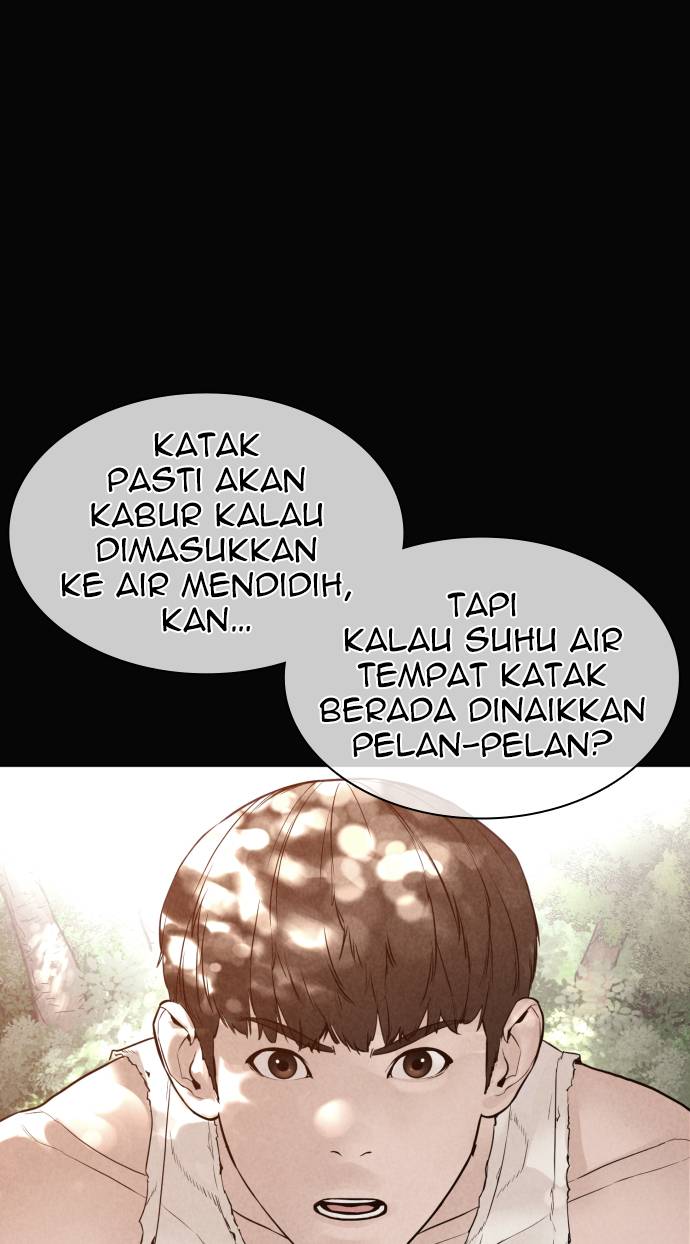 KATAK
PASTI AKAN
KABUR KALAU
DIMASUKKAN
KE AIR MENDIDIH,
KAN...
TAPI
KALAU SUHU AIR
TEMPAT KATAK
BERADA DINAIKKAN
PELAN-PELAN?